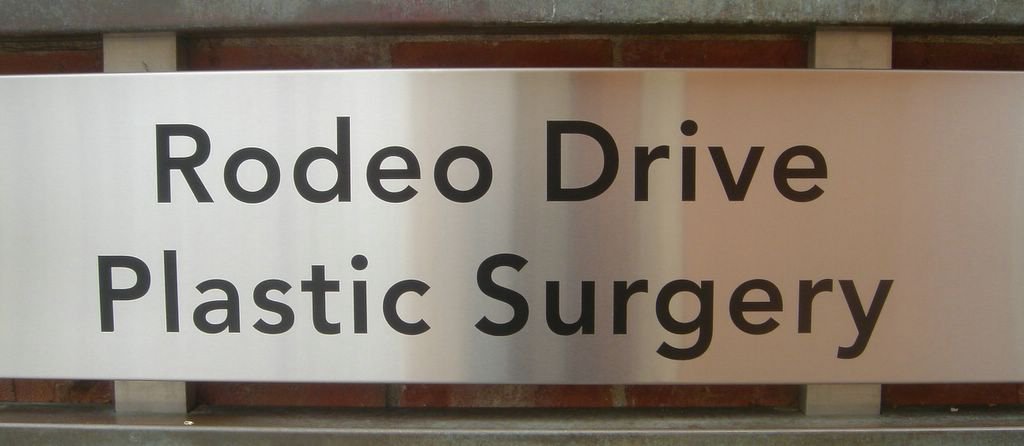 Rodeo Drive
Plastic Surgery